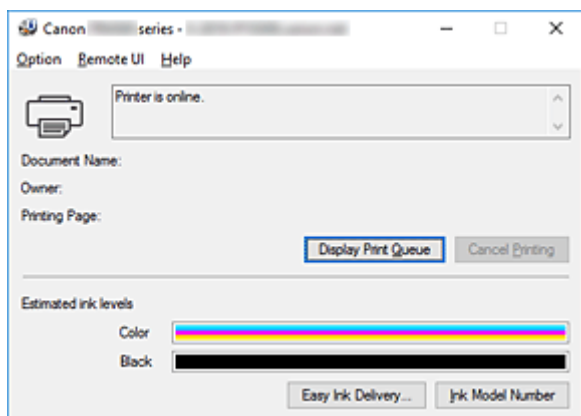 Canon series -
Option Remote UI Help
Printer is online.
Document Name:
Owner:
Printing Page:
Display Print Queue Cancel Printing
Estimated ink levels
Color
Black
Easy Ink Delivery... Ink Model Number